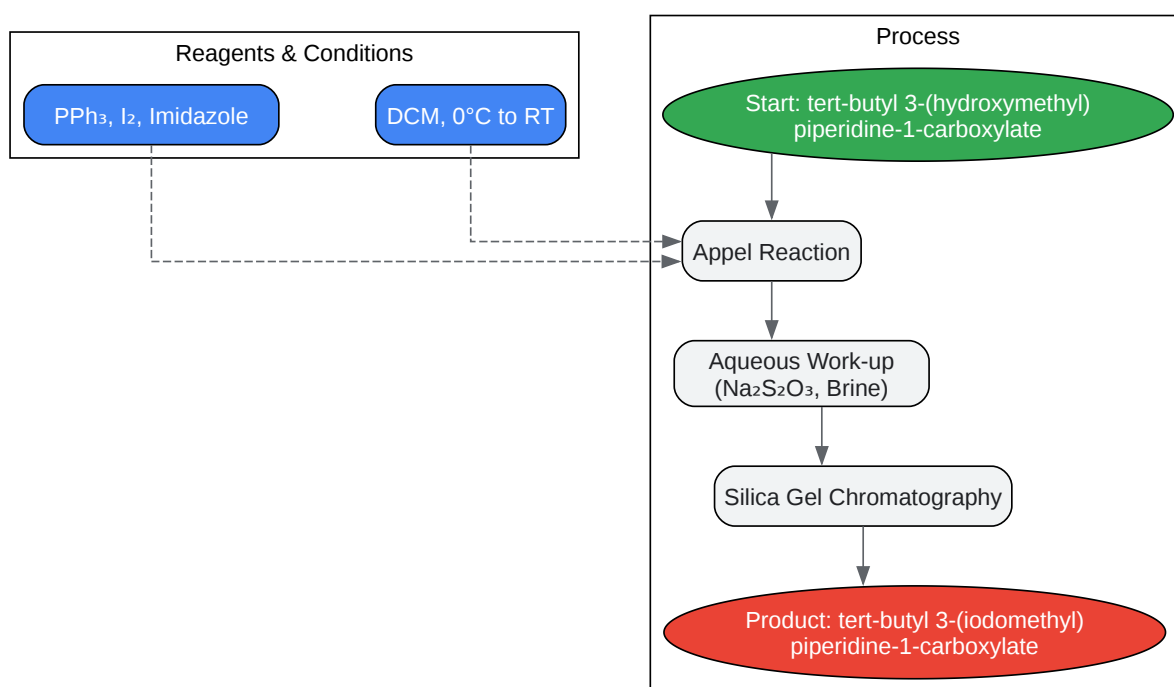 Reagents & Conditions
PPh₃, I₂, Imidazole
DCM, 0°C to RT
Process
Start: tert-butyl 3-(hydroxymethyl)
piperidine-1-carboxylate
Appel Reaction
Aqueous Work-up
(Na₂S₂O₃, Brine)
Silica Gel Chromatography
Product: tert-butyl 3-(iodomethyl)
piperidine-1-carboxylate